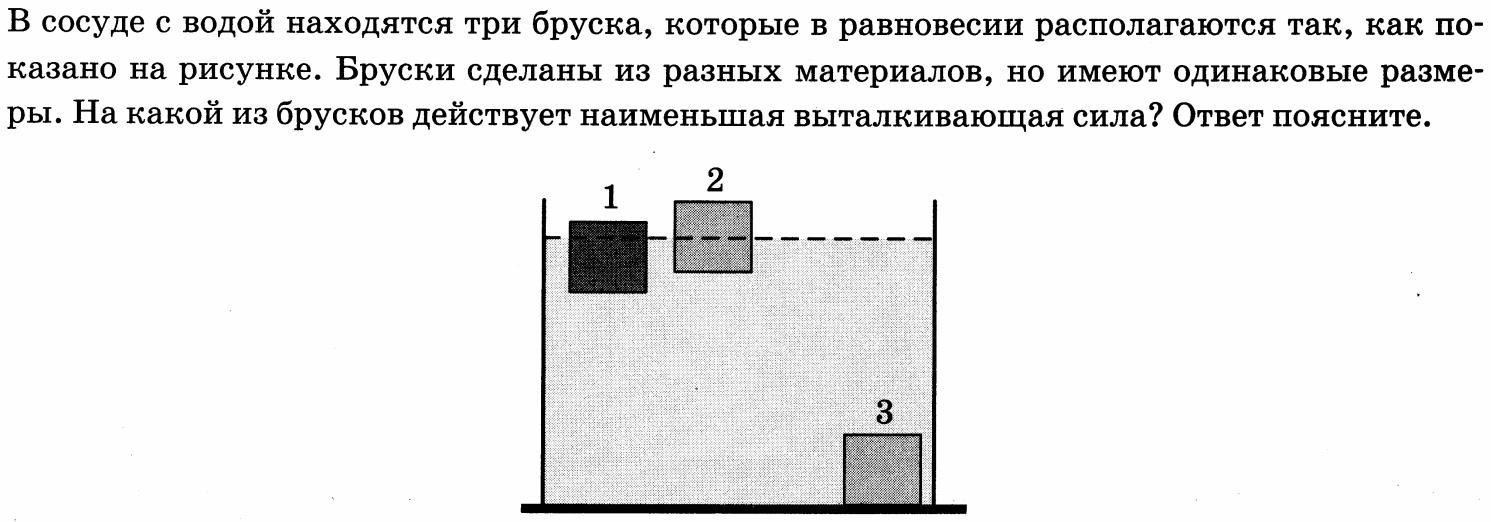 В сосуде с водой находятся три бруска, которые в равновесии располагаются так, как по-
казано на рисунке. Бруски сделаны из разных материалов, но имеют одинаковые разме-
ры. На какой из брусков действует наименьшая выталкивающая сила? Ответ поясните.
1
2
3